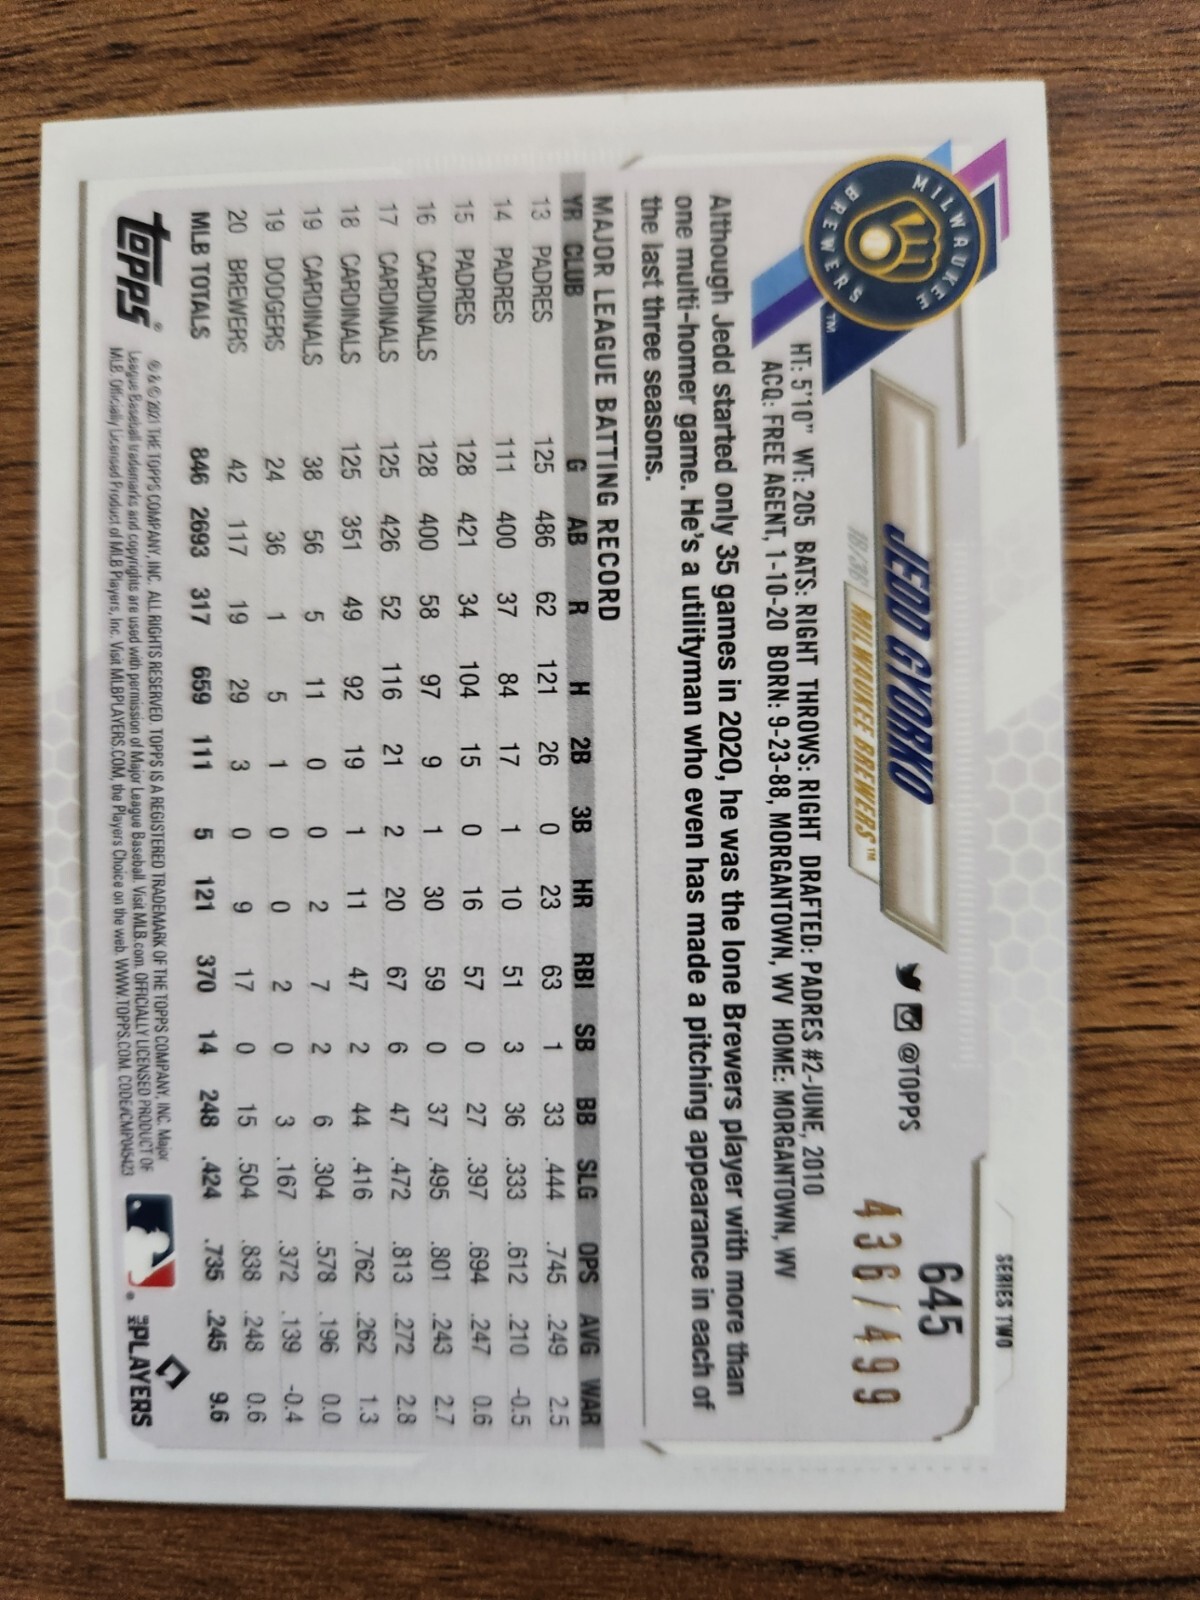 SERIES TWO
645
436/499
MILWAUKEE
BREWERS
™
JEDD GYORKO
@TOPPS
MILWAUKEE BREWERS™
HT: 5'10" WT: 205 BATS: RIGHT THROWS: RIGHT DRAFTED: PADRES #2-JUNE, 2010
ACQ: FREE AGENT, 1-10-20 BORN: 9-23-88, MORGANTOWN, WV HOME: MORGANTOWN, WV
Although Jedd started only 35 games in 2020, he was the lone Brewers player with more than
one multi-homer game. He's a utilityman who even has made a pitching appearance in each of
the last three seasons.
MAJOR LEAGUE BATTING RECORD
YR CLUB G AB R H 2B 3B HR RBI SB BB SLG OPS AVG WAR
13 PADRES 125 486 62 121 26 0 23 63 1 33 .444 .745 .249 2.5
14 PADRES 111 400 37 84 17 1 10 51 3 36 .333 .612 .210 -0.5
15 PADRES 128 421 34 104 15 0 16 57 0 27 .397 .694 .247 0.6
16 CARDINALS 128 400 58 97 9 1 30 59 0 37 .495 .801 .243 2.7
17 CARDINALS 125 426 52 116 21 2 20 67 6 47 .472 .813 .272 2.8
18 CARDINALS 125 351 49 92 19 1 11 47 2 44 .416 .762 .262 1.3
19 CARDINALS 38 56 5 11 0 0 2 7 2 6 .304 .578 .196 0.0
19 DODGERS 24 36 1 5 1 0 0 2 0 3 .167 .372 .139 -0.4
20 BREWERS 42 117 19 29 3 0 9 17 0 15 .504 .838 .248 0.6
MLB TOTALS 846 2693 317 659 111 5 121 370 14 248 .424 .735 .245 9.6
Topps®
® & © 2021 THE TOPPS COMPANY, INC. ALL RIGHTS RESERVED. TOPPS IS A REGISTERED TRADEMARK OF THE TOPPS COMPANY, INC. Major
League Baseball trademarks and copyrights are used with permission of Major League Baseball. Visit MLB.com. OFFICIALLY LICENSED PRODUCT OF
MLB Players, Inc. Visit MLBPLAYERS.COM, the Players Choice on the web. WWW.TOPPS.COM. CODE#CMP045423
MLB PLAYERS